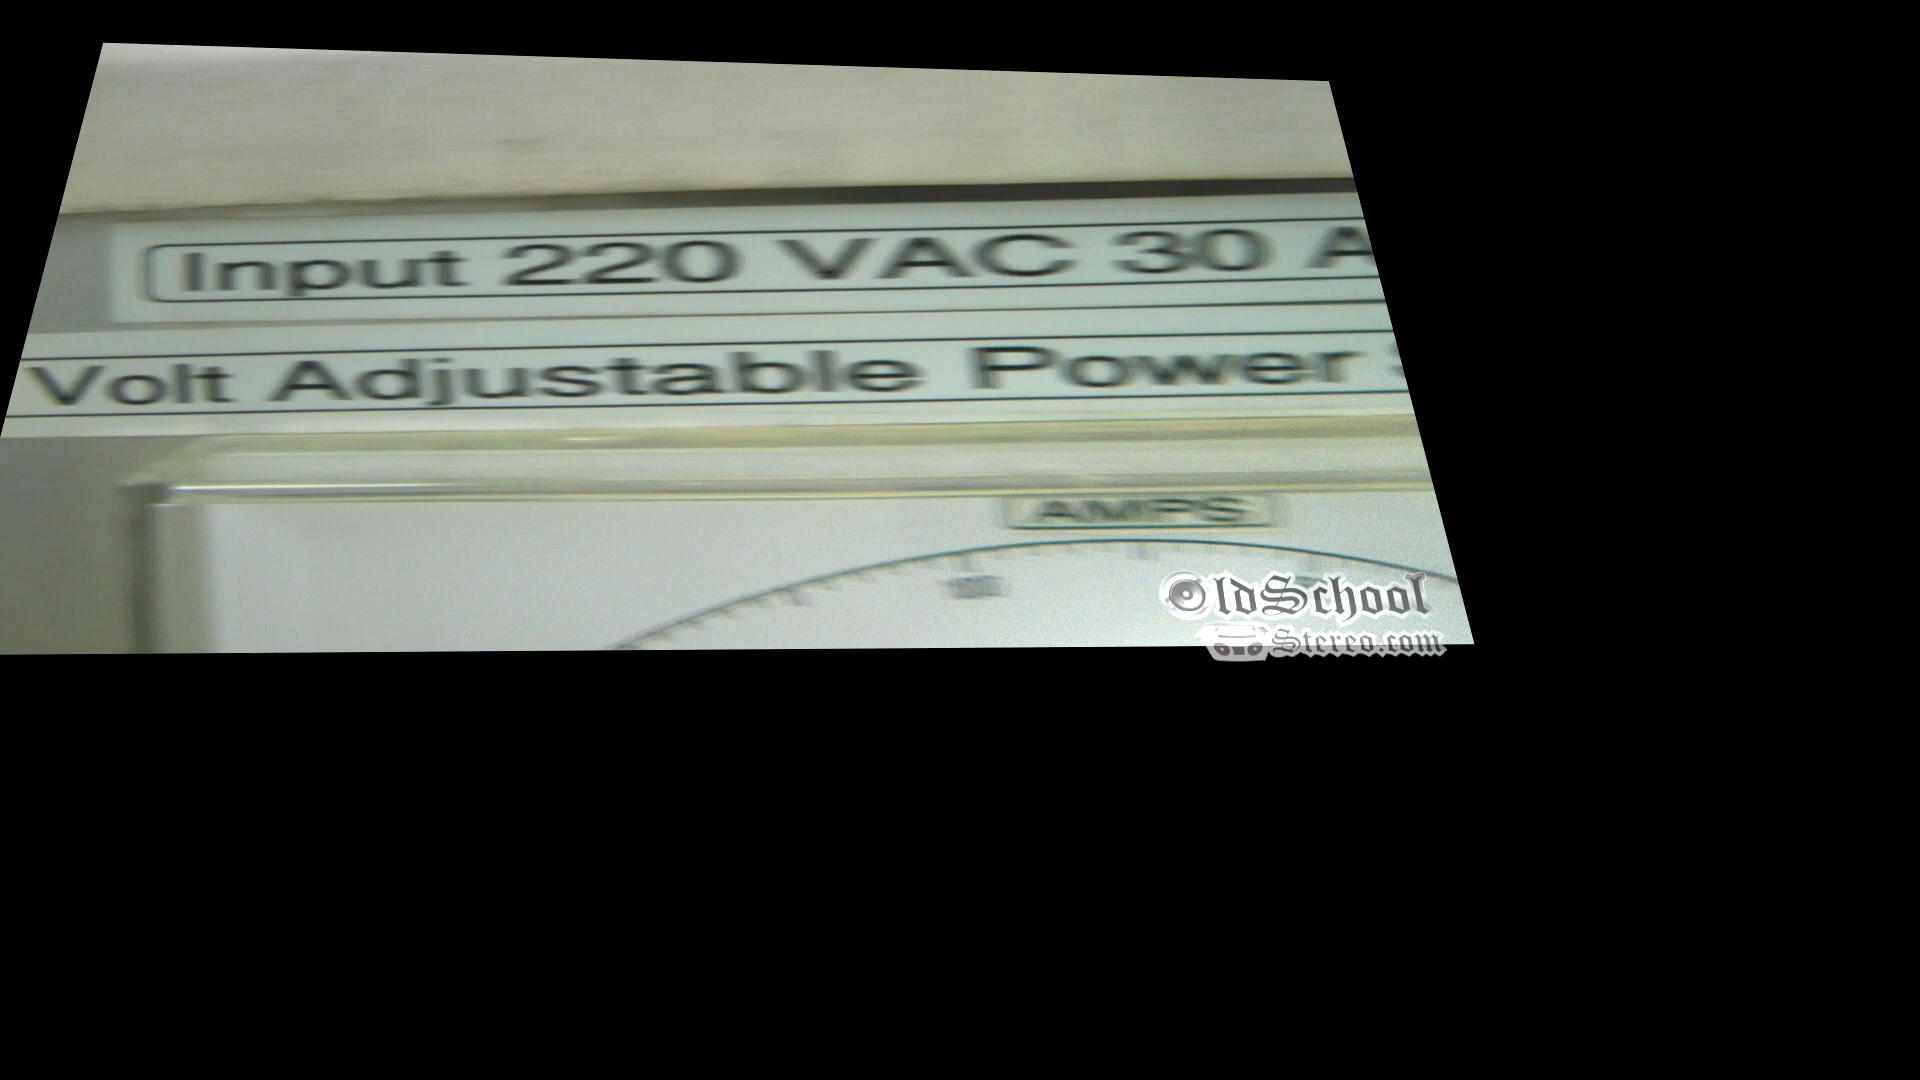 Input 220 VAC 30 A
Volt Adjustable Power
AMPS
OldSchool
Stereo.com